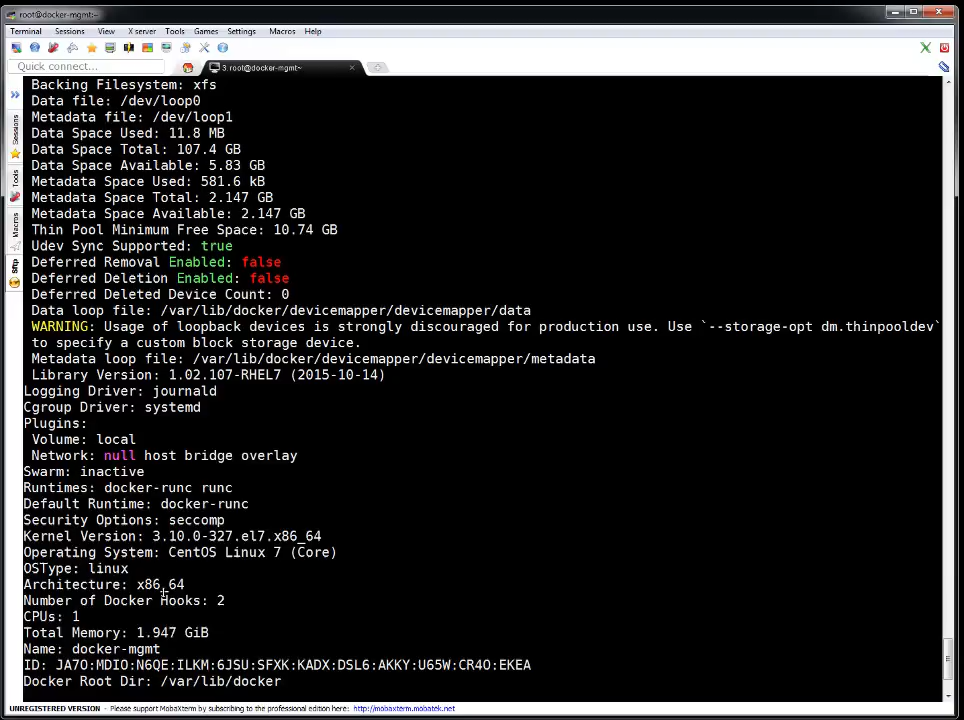 root@docker-mgmt:~
Terminal Sessions View X server Tools Games Settings Macros Help
Quick connect...
3. root@docker-mgmt:~
Sessions
Tools
Macros
Sftp
Backing Filesystem: xfs
Data file: /dev/loop0
Metadata file: /dev/loop1
Data Space Used: 11.8 MB
Data Space Total: 107.4 GB
Data Space Available: 5.83 GB
Metadata Space Used: 581.6 kB
Metadata Space Total: 2.147 GB
Metadata Space Available: 2.147 GB
Thin Pool Minimum Free Space: 10.74 GB
Udev Sync Supported: true
Deferred Removal Enabled: false
Deferred Deletion Enabled: false
Deferred Deleted Device Count: 0
Data loop file: /var/lib/docker/devicemapper/devicemapper/data
WARNING: Usage of loopback devices is strongly discouraged for production use. Use `--storage-opt dm.thinpooldev`
to specify a custom block storage device.
Metadata loop file: /var/lib/docker/devicemapper/devicemapper/metadata
Library Version: 1.02.107-RHEL7 (2015-10-14)
Logging Driver: journald
Cgroup Driver: systemd
Plugins:
Volume: local
Network: null host bridge overlay
Swarm: inactive
Runtimes: docker-runc runc
Default Runtime: docker-runc
Security Options: seccomp
Kernel Version: 3.10.0-327.el7.x86_64
Operating System: CentOS Linux 7 (Core)
OSType: linux
Architecture: x86_64
Number of Docker Hooks: 2
CPUs: 1
Total Memory: 1.947 GiB
Name: docker-mgmt
ID: JA7O:MDIO:N6QE:ILKM:6JSU:SFXK:KADX:DSL6:AKKY:U65W:CR4O:EKEA
Docker Root Dir: /var/lib/docker
UNREGISTERED VERSION - Please support MobaXterm by subscribing to the professional edition here: http://mobaxterm.mobatek.net